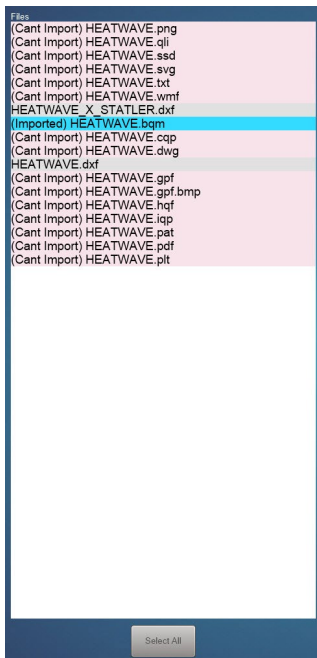 Files
(Cant Import) HEATWAVE.png
(Cant Import) HEATWAVE.qli
(Cant Import) HEATWAVE.ssd
(Cant Import) HEATWAVE.svg
(Cant Import) HEATWAVE.txt
(Cant Import) HEATWAVE.wmf
HEATWAVE_X_STATLER.dxf
(Imported) HEATWAVE.bqm
(Cant Import) HEATWAVE.cqp
(Cant Import) HEATWAVE.dwg
HEATWAVE.dxf
(Cant Import) HEATWAVE.gpf
(Cant Import) HEATWAVE.gpf.bmp
(Cant Import) HEATWAVE.hqf
(Cant Import) HEATWAVE.iqp
(Cant Import) HEATWAVE.pat
(Cant Import) HEATWAVE.pdf
(Cant Import) HEATWAVE.plt
Select All